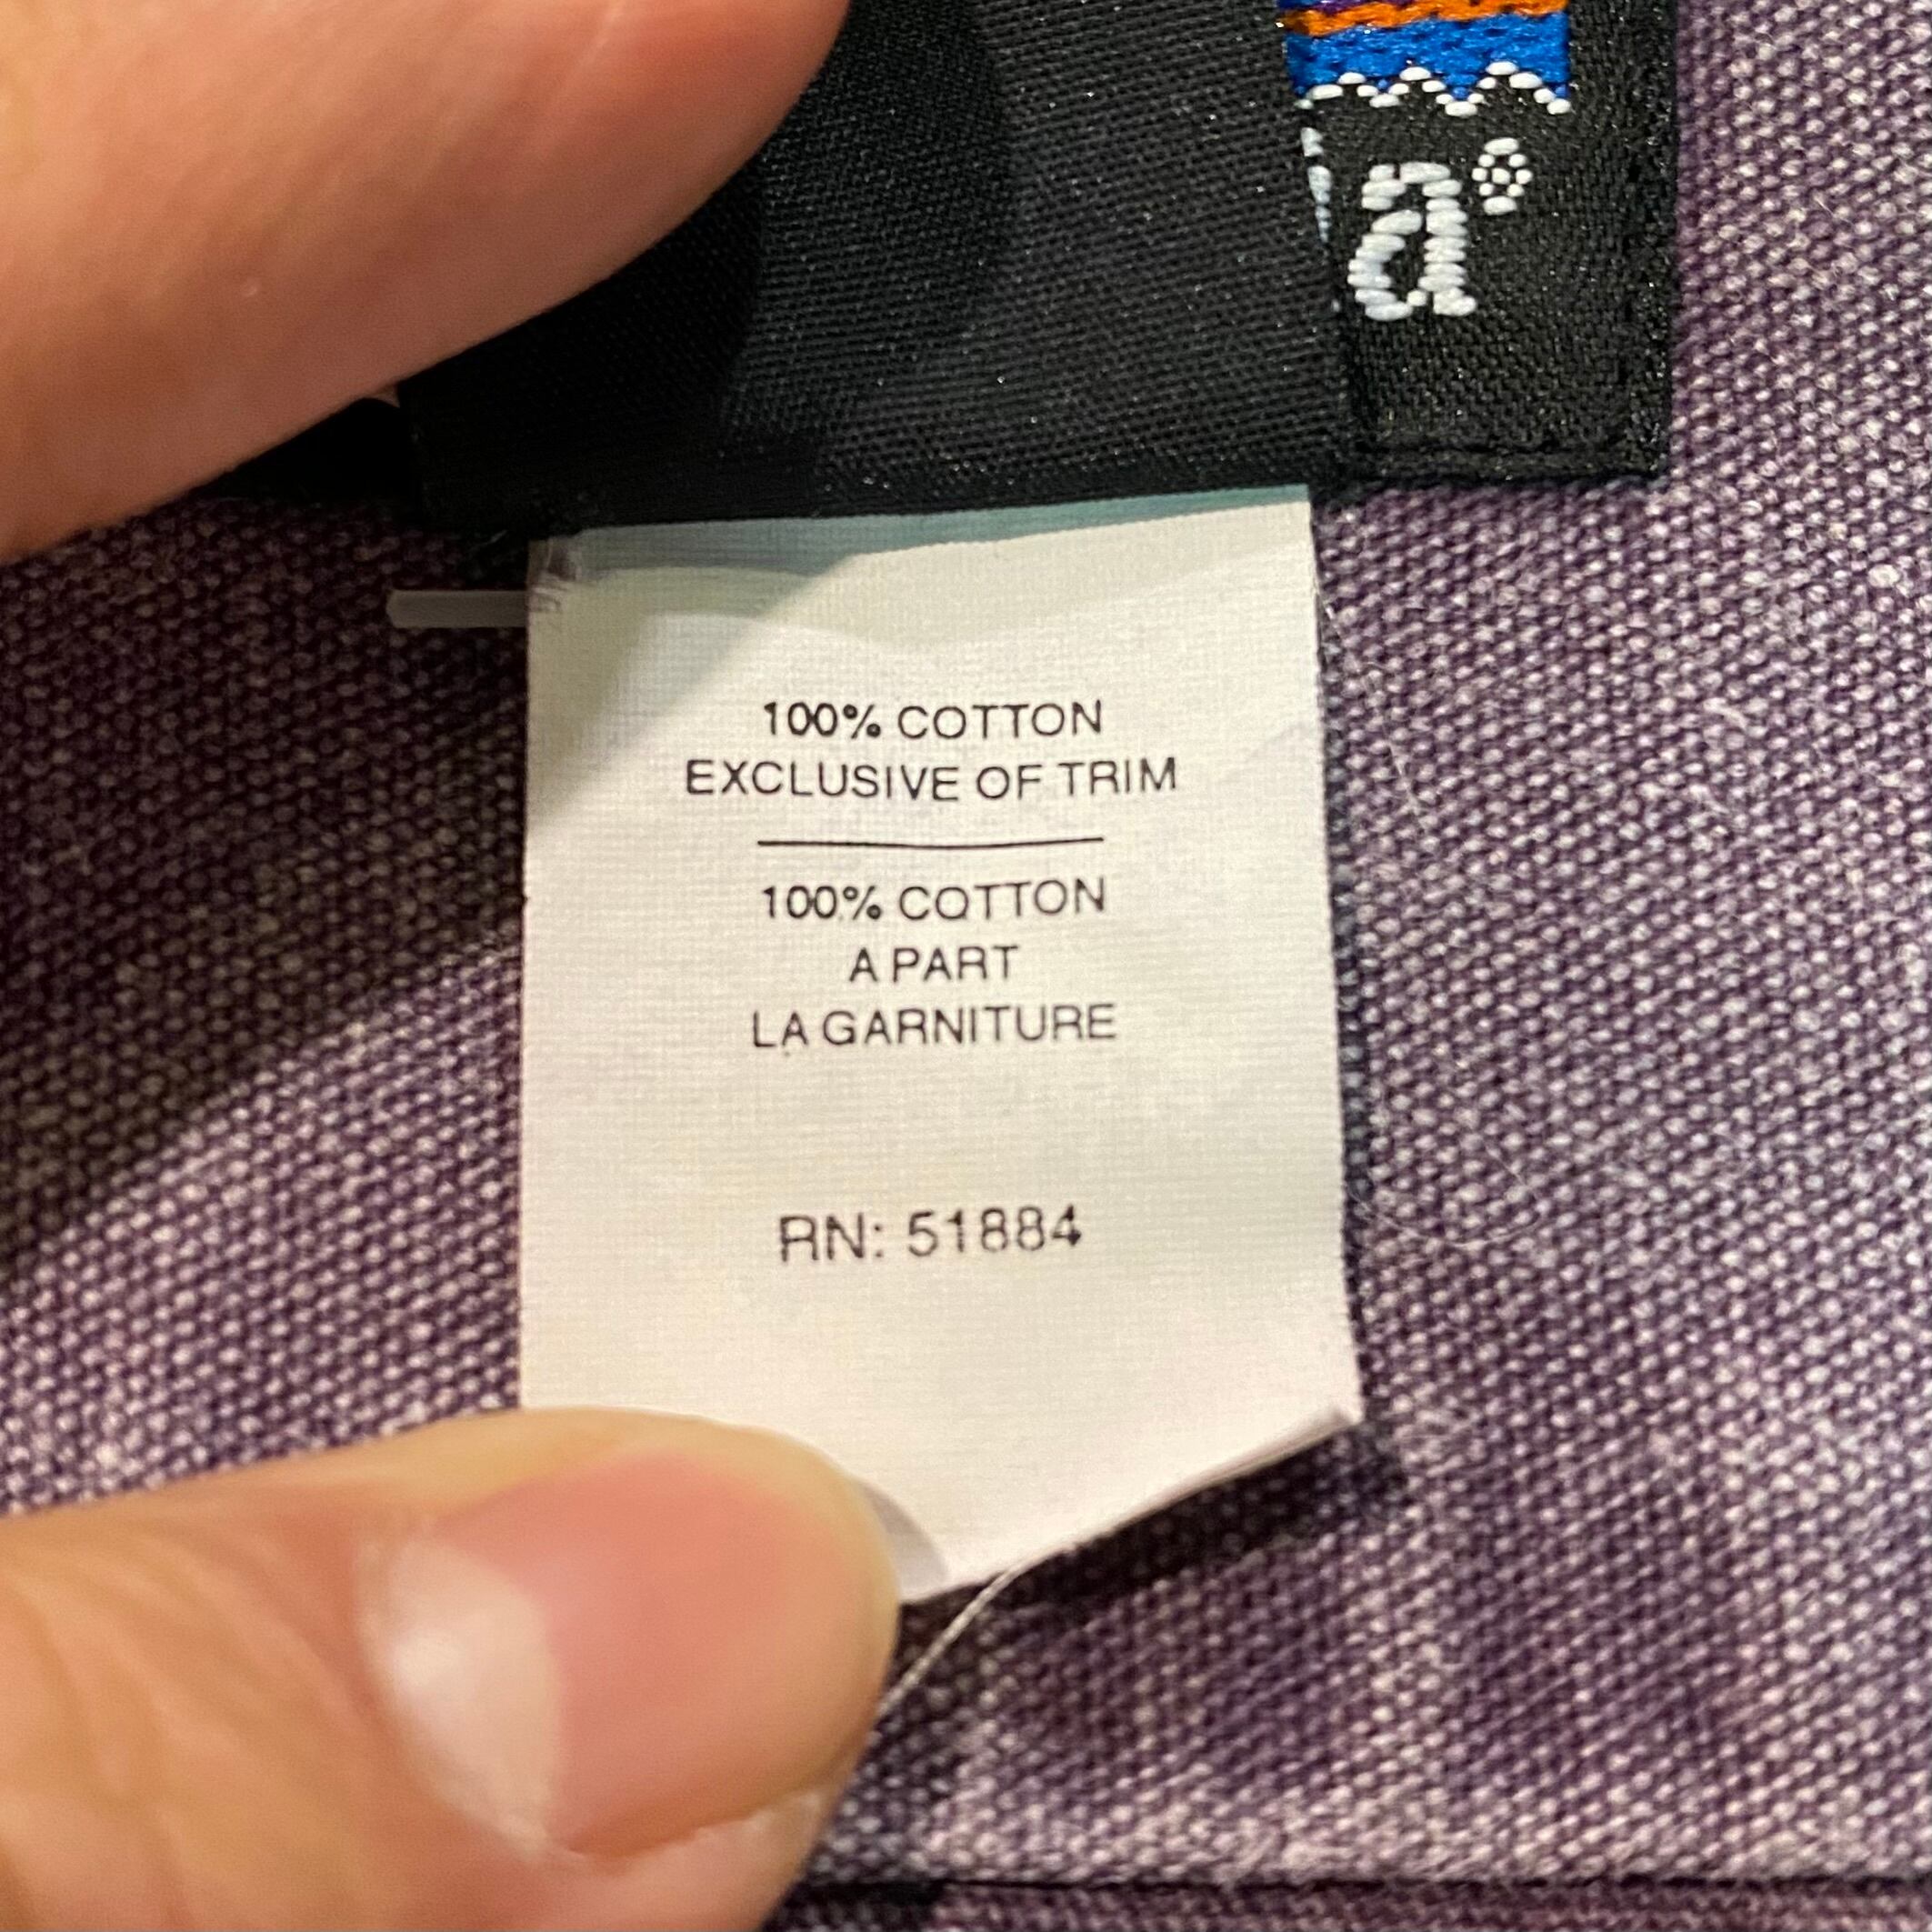 a®
100% COTTON
EXCLUSIVE OF TRIM
100% COTTON
A PART
LA GARNITURE
RN: 51884